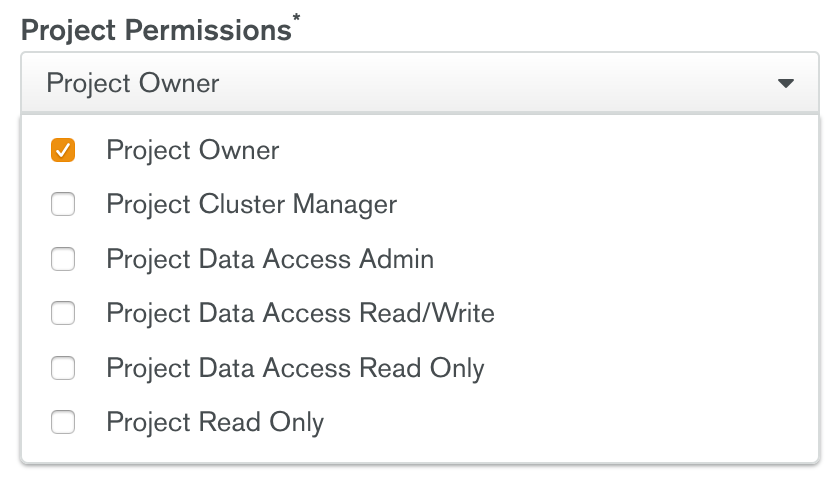 Project Permissions*
Project Owner
Project Owner
Project Cluster Manager
Project Data Access Admin
Project Data Access Read/Write
Project Data Access Read Only
Project Read Only